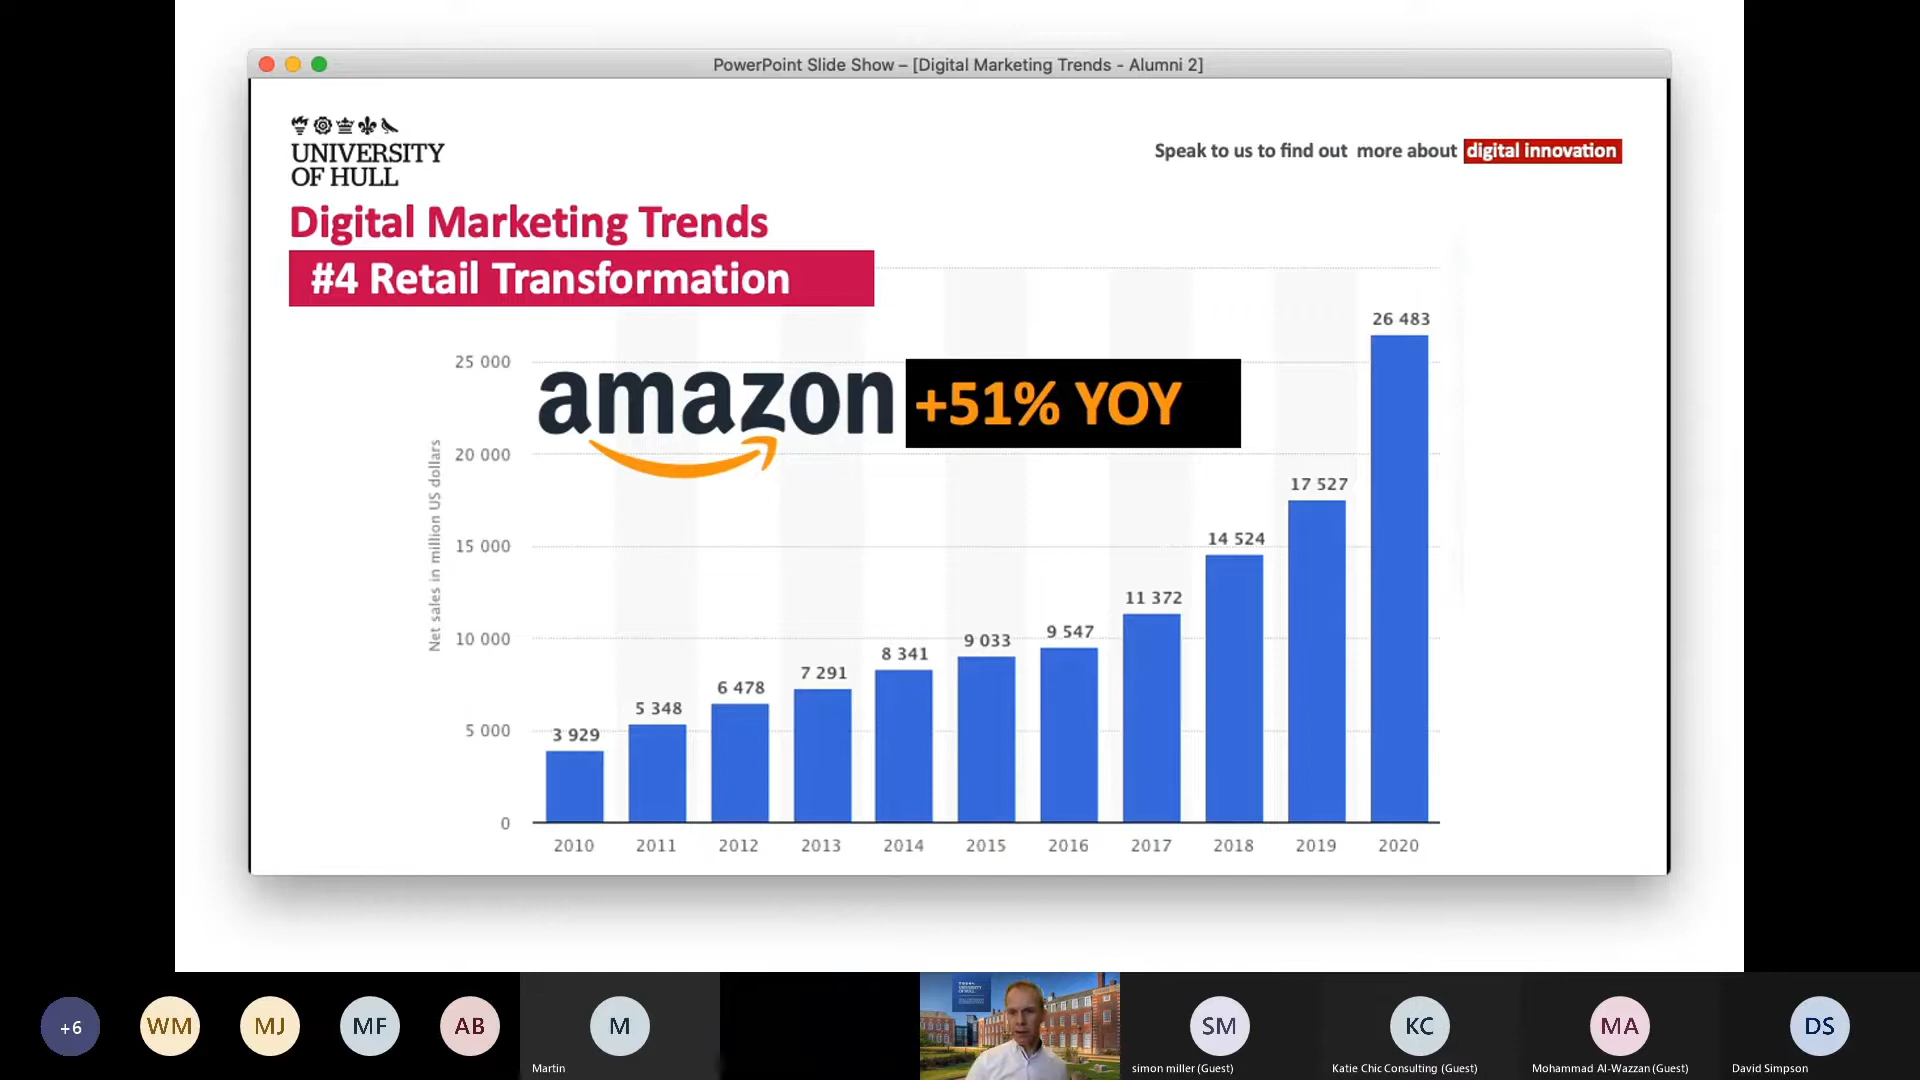 PowerPoint Slide Show – [Digital Marketing Trends - Alumni 2]
UNIVERSITY
OF HULL
Speak to us to find out more about digital innovation
Digital Marketing Trends
#4 Retail Transformation
amazon
+51% YOY
Net sales in million US dollars
25 000
20 000
15 000
10 000
5 000
0
3 929
5 348
6 478
7 291
8 341
9 033
9 547
11 372
14 524
17 527
26 483
2010
2011
2012
2013
2014
2015
2016
2017
2018
2019
2020
+6
WM
MJ
MF
AB
M
Martin
SM
simon miller (Guest)
KC
Katie Chic Consulting (Guest)
MA
Mohammad Al-Wazzan (Guest)
DS
David Simpson